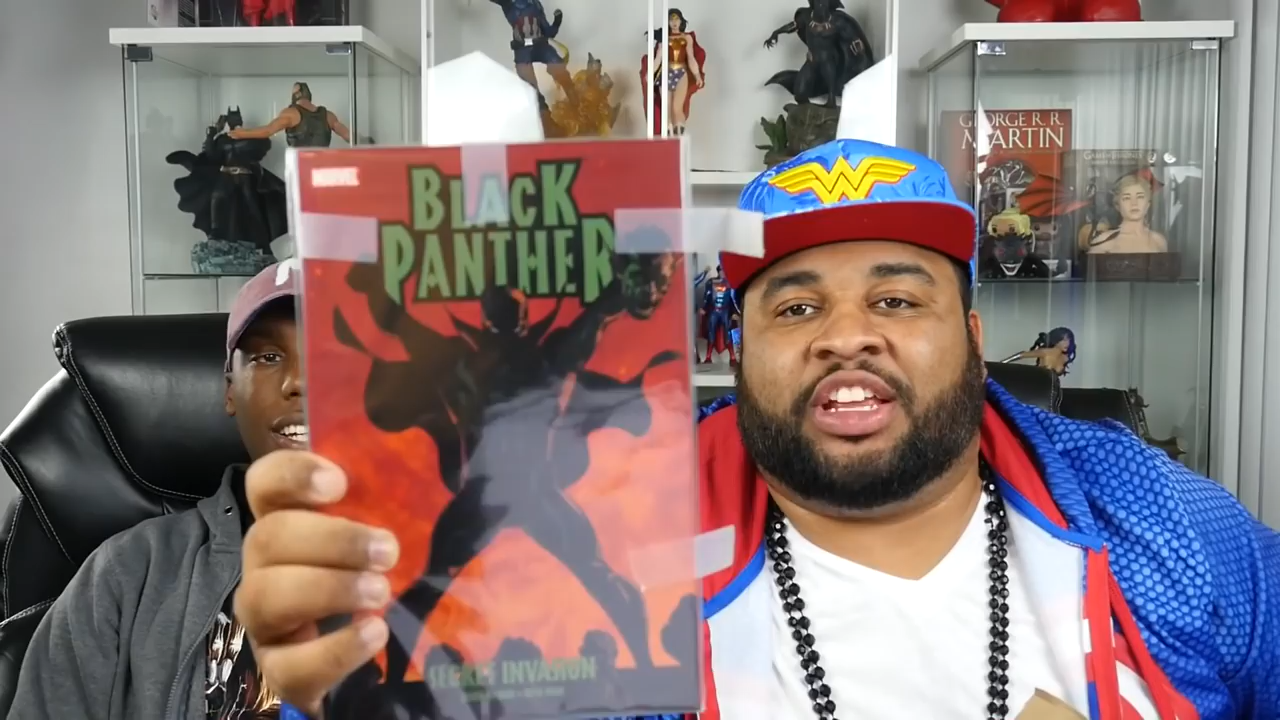 GEORGE R. R.
MARTIN
MARVEL
BLACK
PANTHER
SECRET INVASION